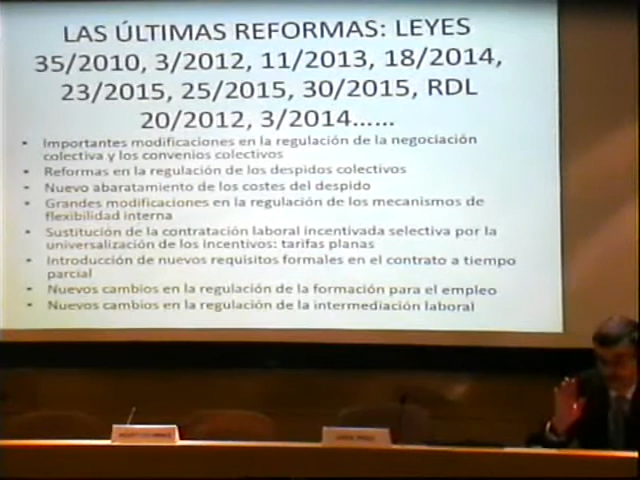 LAS ÚLTIMAS REFORMAS: LEYES
35/2010, 3/2012, 11/2013, 18/2014,
23/2015, 25/2015, 30/2015, RDL
20/2012, 3/2014......
• Importantes modificaciones en la regulación de la negociación
colectiva y los convenios colectivos
• Reformas en la regulación de los despidos colectivos
• Nuevo abaratamiento de los costes del despido
• Grandes modificaciones en la regulación de los mecanismos de
flexibilidad interna
• Sustitución de la contratación laboral incentivada selectiva por la
universalización de los incentivos: tarifas planas
• Introducción de nuevos requisitos formales en el contrato a tiempo
parcial
• Nuevos cambios en la regulación de la formación para el empleo
• Nuevos cambios en la regulación de la intermediación laboral